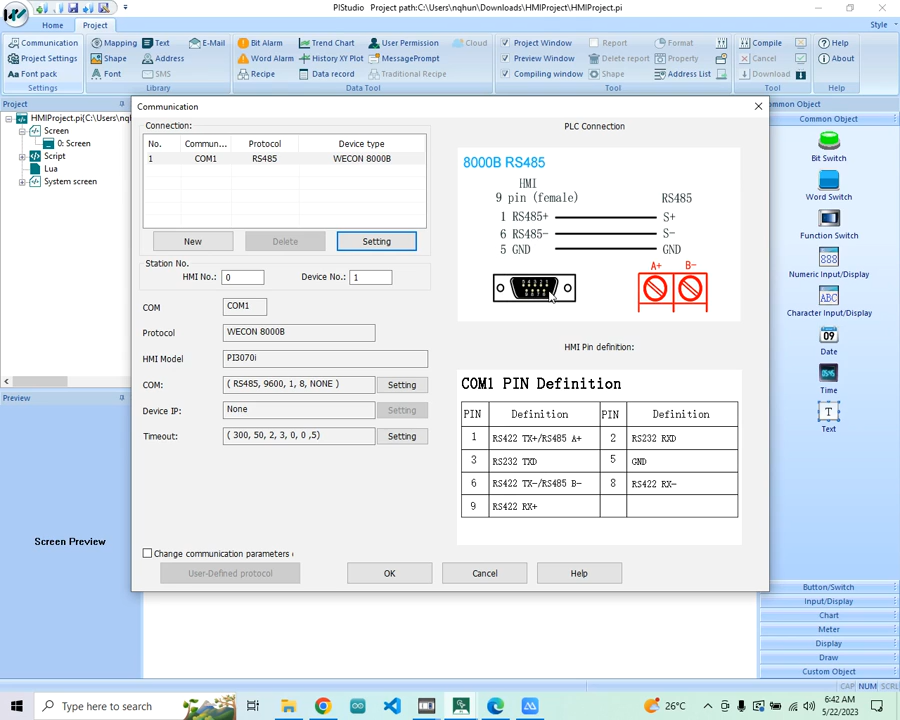 PIStudio Project path:C:\Users\nqhun\Downloads\HMIProject\HMIProject.pi
Home Project Style
Communication Mapping Text E-Mail Bit Alarm Trend Chart User Permission Cloud Project Window Report Format Compile Help
Project Settings Shape Address Word Alarm History XY Plot MessagePrompt Preview Window Delete report Property Cancel About
Font pack Font SMS Recipe Data record Traditional Recipe Compiling window Shape Address List Download
Settings Library Data Tool Tool Tool Help
Project
HMIProject.pi(C:\Users\nqh
Screen
0: Screen
Script
Lua
System screen
Preview
Screen Preview
Communication
Connection:
No. Commun... Protocol Device type
1 COM1 RS485 WECON 8000B
New Delete Setting
Station No.
HMI No.: 0 Device No.: 1
COM COM1
Protocol WECON 8000B
HMI Model PI3070i
COM: ( RS485, 9600, 1, 8, NONE ) Setting
Device IP: None Setting
Timeout: ( 300, 50, 2, 3, 0, 0 ,5) Setting
Change communication parameters
User-Defined protocol OK Cancel Help
PLC Connection
8000B RS485
HMI
9 pin (female) RS485
1 RS485+ S+
6 RS485- S-
5 GND GND
A+ B-
HMI Pin definition:
COM1 PIN Definition
PIN Definition PIN Definition
1 RS422 TX+/RS485 A+ 2 RS232 RXD
3 RS232 TXD 5 GND
6 RS422 TX-/RS485 B- 8 RS422 RX-
9 RS422 RX+
ommon Object
Common Object
Bit Switch
Word Switch
Function Switch
Numeric Input/Display
ABC
Character Input/Display
09
Date
Time
T
Text
Button/Switch
Input/Display
Chart
Meter
Display
Draw
Custom Object
CAP NUM SCRL
Type here to search
26°C
6:42 AM
5/22/2023